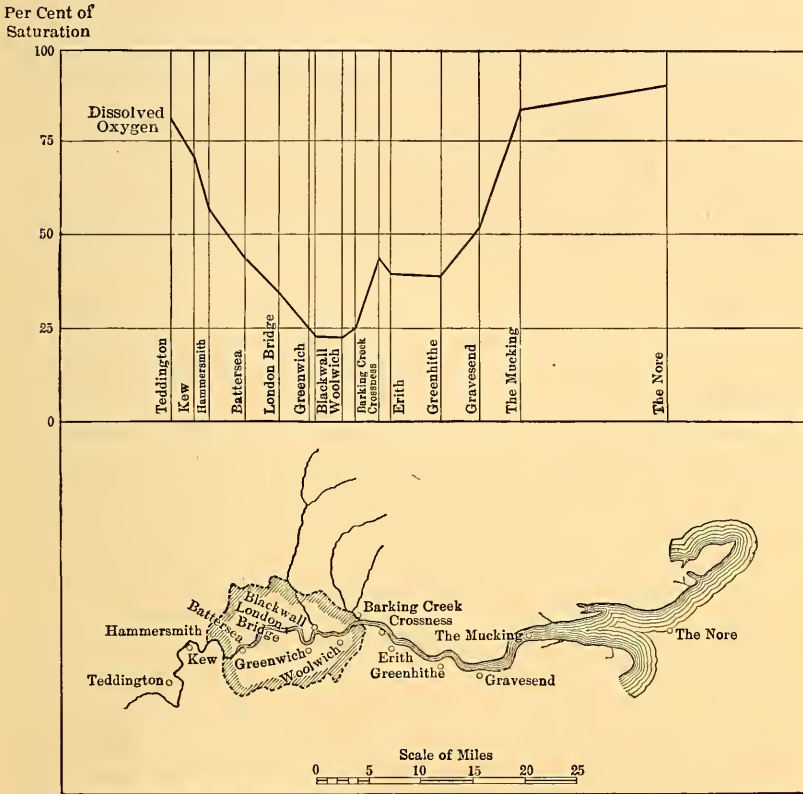 Per Cent of
Saturation
100
Dissolved
Oxygen
75
50
25
0
Teddington
Kew
Hammersmith
Battersea
London Bridge
Greenwich
Blackwall
Woolwich
Barking Creek
Crossness
Erith
Greenhithe
Gravesend
The Mucking
The Nore
Hammersmith
Teddington
Kew
Battersea
London
Bridge
Blackwall
Greenwich
Woolwich
Barking Creek
Crossness
Erith
Greenhithe
The Mucking
Gravesend
The Nore
Scale of Miles
0 5 10 15 20 25